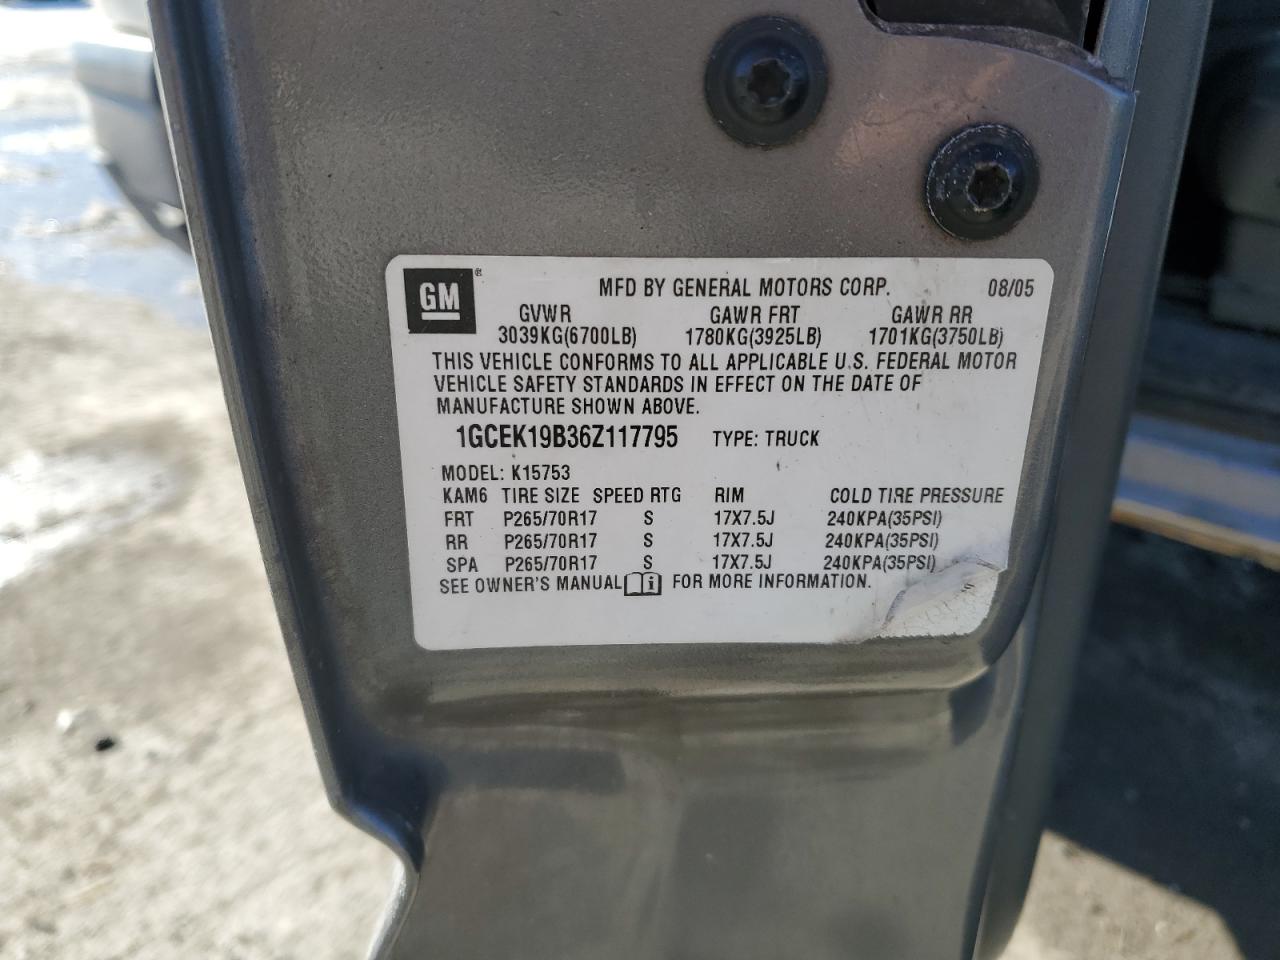 GM ® MFD BY GENERAL MOTORS CORP. 08/05
GVWR GAWR FRT GAWR RR
3039KG(6700LB) 1780KG(3925LB) 1701KG(3750LB)
THIS VEHICLE CONFORMS TO ALL APPLICABLE U.S. FEDERAL MOTOR
VEHICLE SAFETY STANDARDS IN EFFECT ON THE DATE OF
MANUFACTURE SHOWN ABOVE.
1GCEK19B36Z117795 TYPE: TRUCK
MODEL: K15753
KAM6 TIRE SIZE SPEED RTG RIM COLD TIRE PRESSURE
FRT P265/70R17 S 17X7.5J 240KPA(35PSI)
RR P265/70R17 S 17X7.5J 240KPA(35PSI)
SPA P265/70R17 S 17X7.5J 240KPA(35PSI)
SEE OWNER'S MANUAL i FOR MORE INFORMATION.